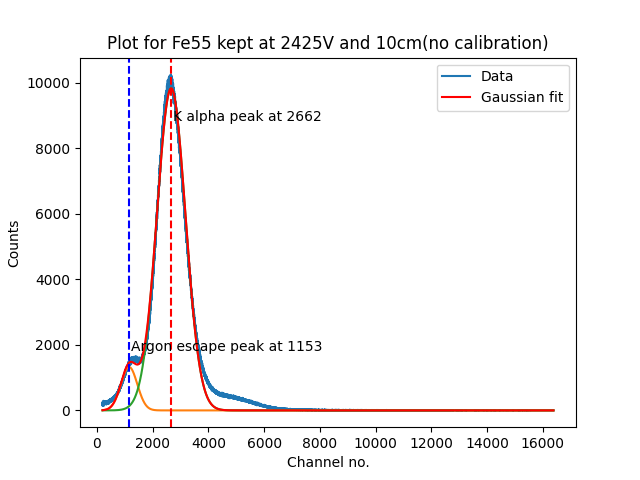 Plot for Fe55 kept at 2425V and 10cm(no calibration)
Data
Gaussian fit
K alpha peak at 2662
Argon escape peak at 1153
Counts
10000
8000
6000
4000
2000
0
0 2000 4000 6000 8000 10000 12000 14000 16000
Channel no.